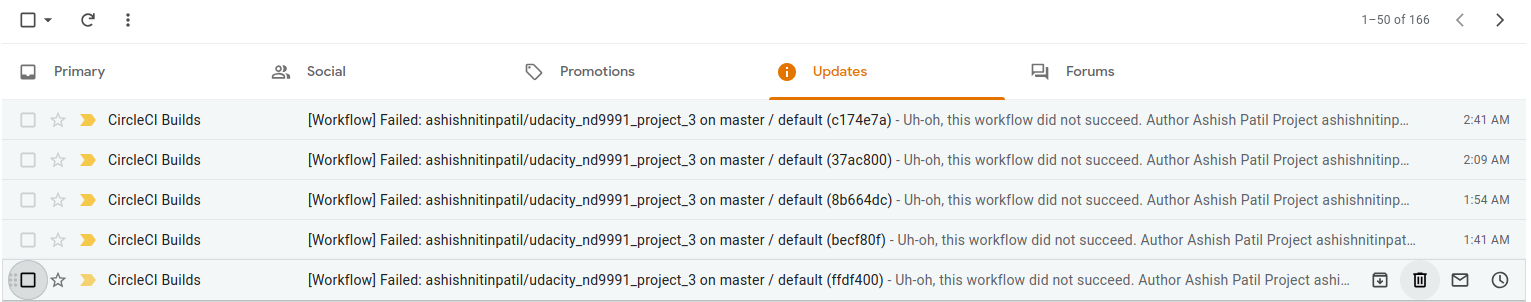 1–50 of 166
Primary Social Promotions Updates Forums
CircleCI Builds [Workflow] Failed: ashishnitinpatil/udacity_nd9991_project_3 on master / default (c174e7a) - Uh-oh, this workflow did not succeed. Author Ashish Patil Project ashishnitinp… 2:41 AM
CircleCI Builds [Workflow] Failed: ashishnitinpatil/udacity_nd9991_project_3 on master / default (37ac800) - Uh-oh, this workflow did not succeed. Author Ashish Patil Project ashishnitinp… 2:09 AM
CircleCI Builds [Workflow] Failed: ashishnitinpatil/udacity_nd9991_project_3 on master / default (8b664dc) - Uh-oh, this workflow did not succeed. Author Ashish Patil Project ashishnitinp… 1:54 AM
CircleCI Builds [Workflow] Failed: ashishnitinpatil/udacity_nd9991_project_3 on master / default (becf80f) - Uh-oh, this workflow did not succeed. Author Ashish Patil Project ashishnitinpat… 1:41 AM
CircleCI Builds [Workflow] Failed: ashishnitinpatil/udacity_nd9991_project_3 on master / default (ffdf400) - Uh-oh, this workflow did not succeed. Author Ashish Patil Project ashi…